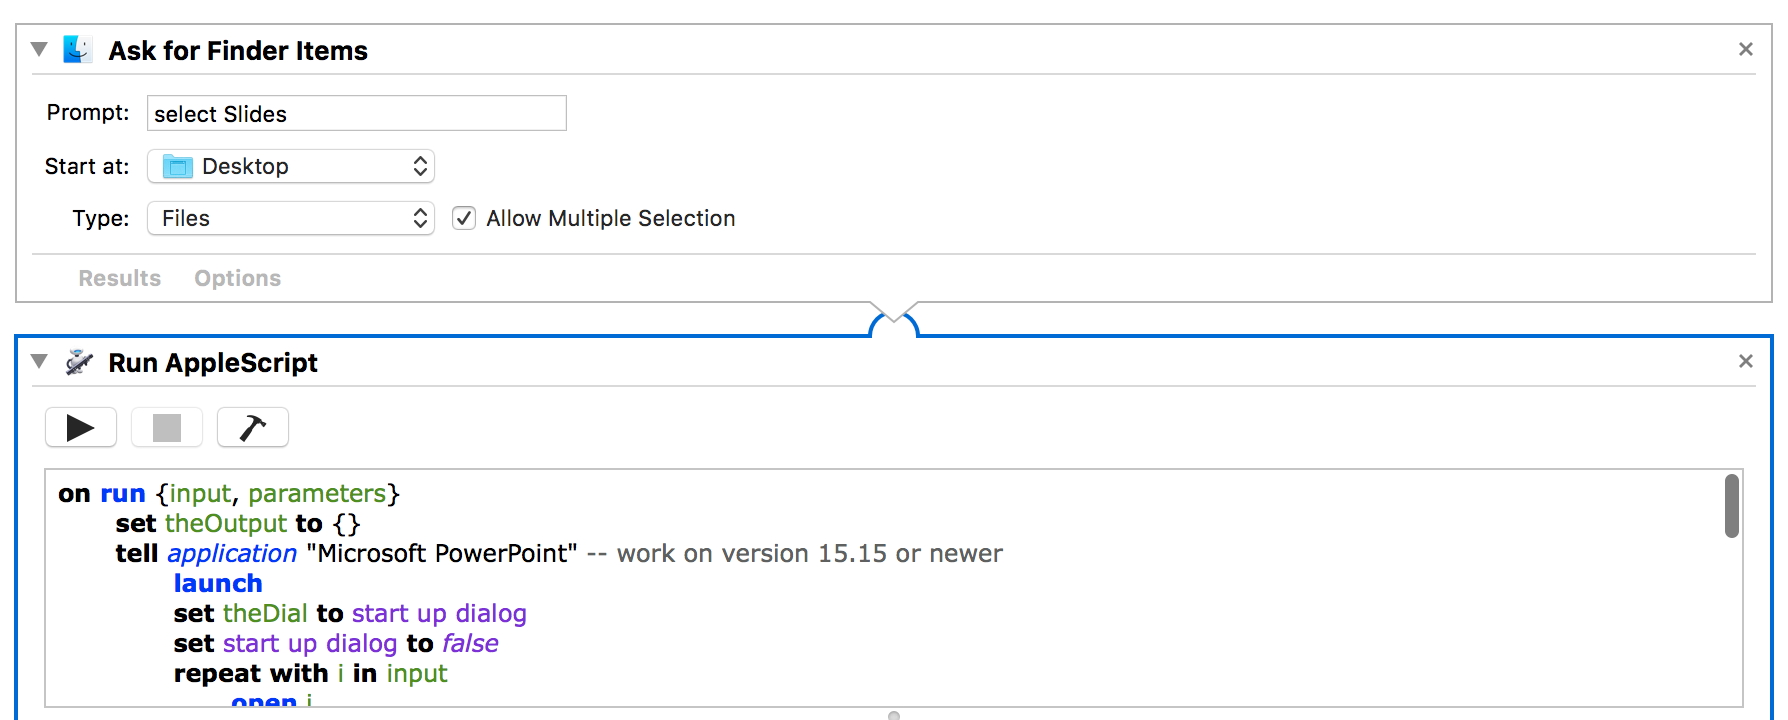 Ask for Finder Items
Prompt: select Slides
Start at: Desktop
Type: Files Allow Multiple Selection
Results Options
Run AppleScript
on run {input, parameters}
set theOutput to {}
tell application "Microsoft PowerPoint" -- work on version 15.15 or newer
launch
set theDial to start up dialog
set start up dialog to false
repeat with i in input
open i